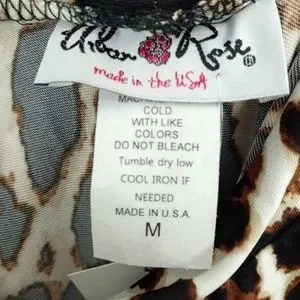 Urban Rose ®
made in the USA
MACHINE
COLD
WITH LIKE
COLORS
DO NOT BLEACH
Tumble dry low
COOL IRON IF
NEEDED
MADE IN U.S.A.
M